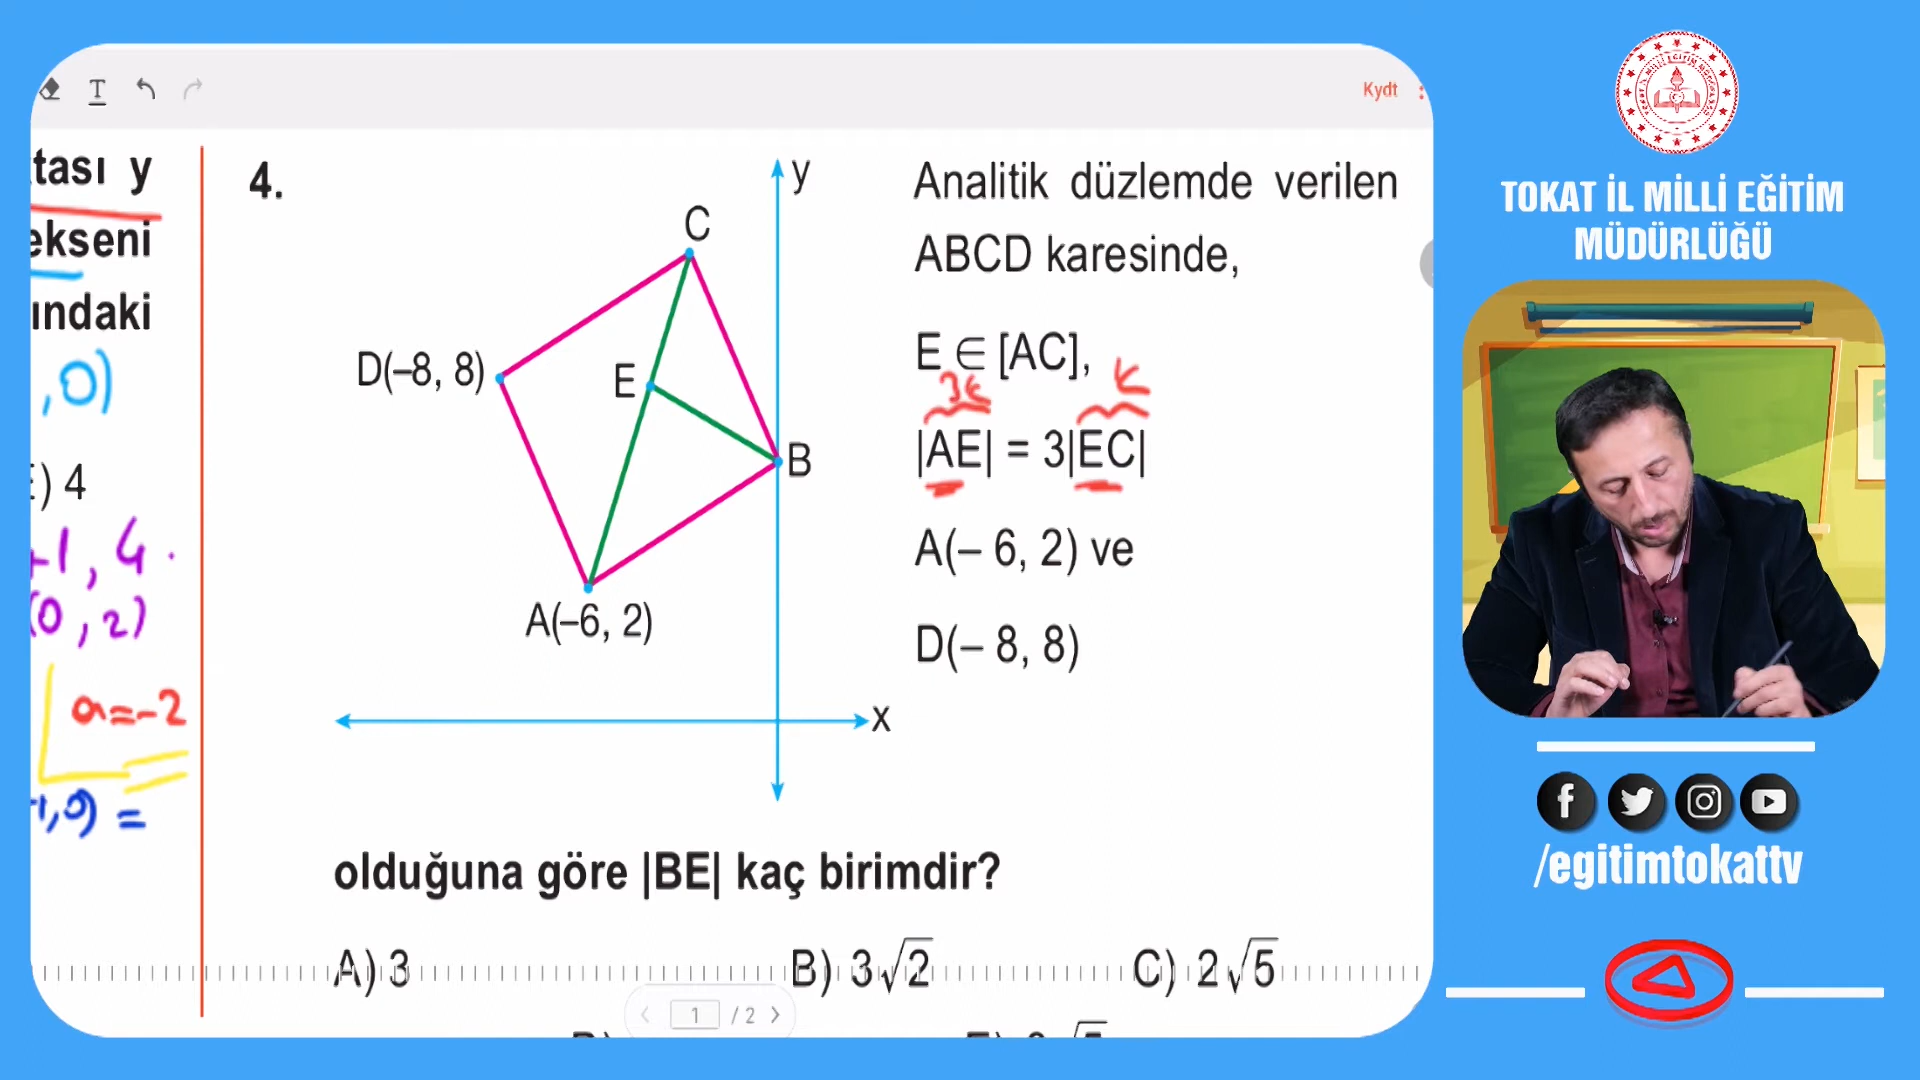 Kydt
tası y
ekseni
ındaki
,0)
E) 4
+1, 4
(0,2)
a=-2
-1,0) =
4.
y
C
D(–8, 8)
E
B
A(–6, 2)
x
Analitik düzlemde verilen
ABCD karesinde,
E ∈ [AC],
3k k
|AE| = 3|EC|
A(– 6, 2) ve
D(– 8, 8)
olduğuna göre |BE| kaç birimdir?
A) 3 B) 3√2 C) 2√5
1 / 2
TOKAT İL MİLLİ EĞİTİM
MÜDÜRLÜĞÜ
/egitimtokattv